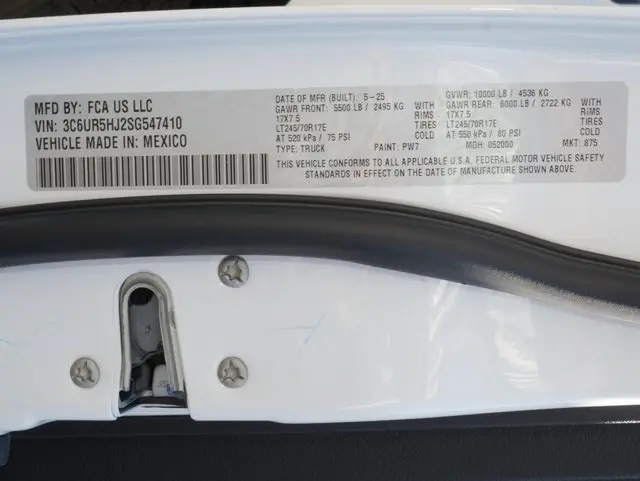 MFD BY: FCA US LLC
VIN: 3C6UR5HJ2SG547410
VEHICLE MADE IN: MEXICO
DATE OF MFR (BUILT): 5-25
GAWR FRONT: 5500 LB / 2495 KG WITH
17X7.5 RIMS
LT245/70R17E
AT 520 kPa / 75 PSI COLD
TYPE: TRUCK PAINT: PW7
GVWR: 10000 LB / 4536 KG
GAWR REAR: 6000 LB / 2722 KG WITH
17X7.5 RIMS
LT245/70R17E
AT 550 kPa / 80 PSI COLD
MDH: 052000 MKT: 875
THIS VEHICLE CONFORMS TO ALL APPLICABLE U.S.A. FEDERAL MOTOR VEHICLE SAFETY
STANDARDS IN EFFECT ON THE DATE OF MANUFACTURE SHOWN ABOVE.